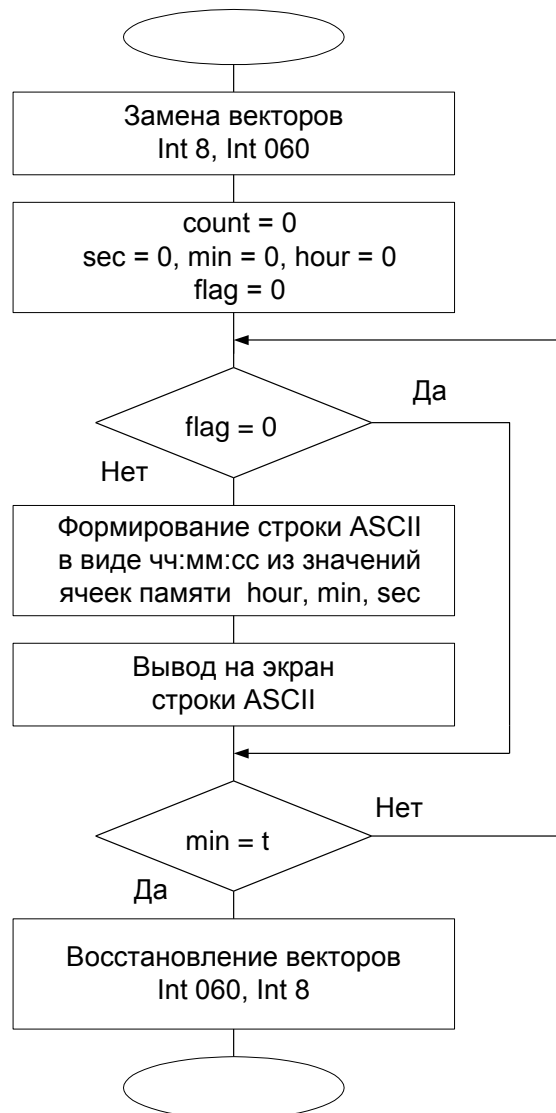 Замена векторов
Int 8, Int 060
count = 0
sec = 0, min = 0, hour = 0
flag = 0
Да
flag = 0
Нет
Формирование строки ASCII
в виде чч:мм:сс из значений
ячеек памяти hour, min, sec
Вывод на экран
строки ASCII
Нет
min = t
Да
Восстановление векторов
Int 060, Int 8